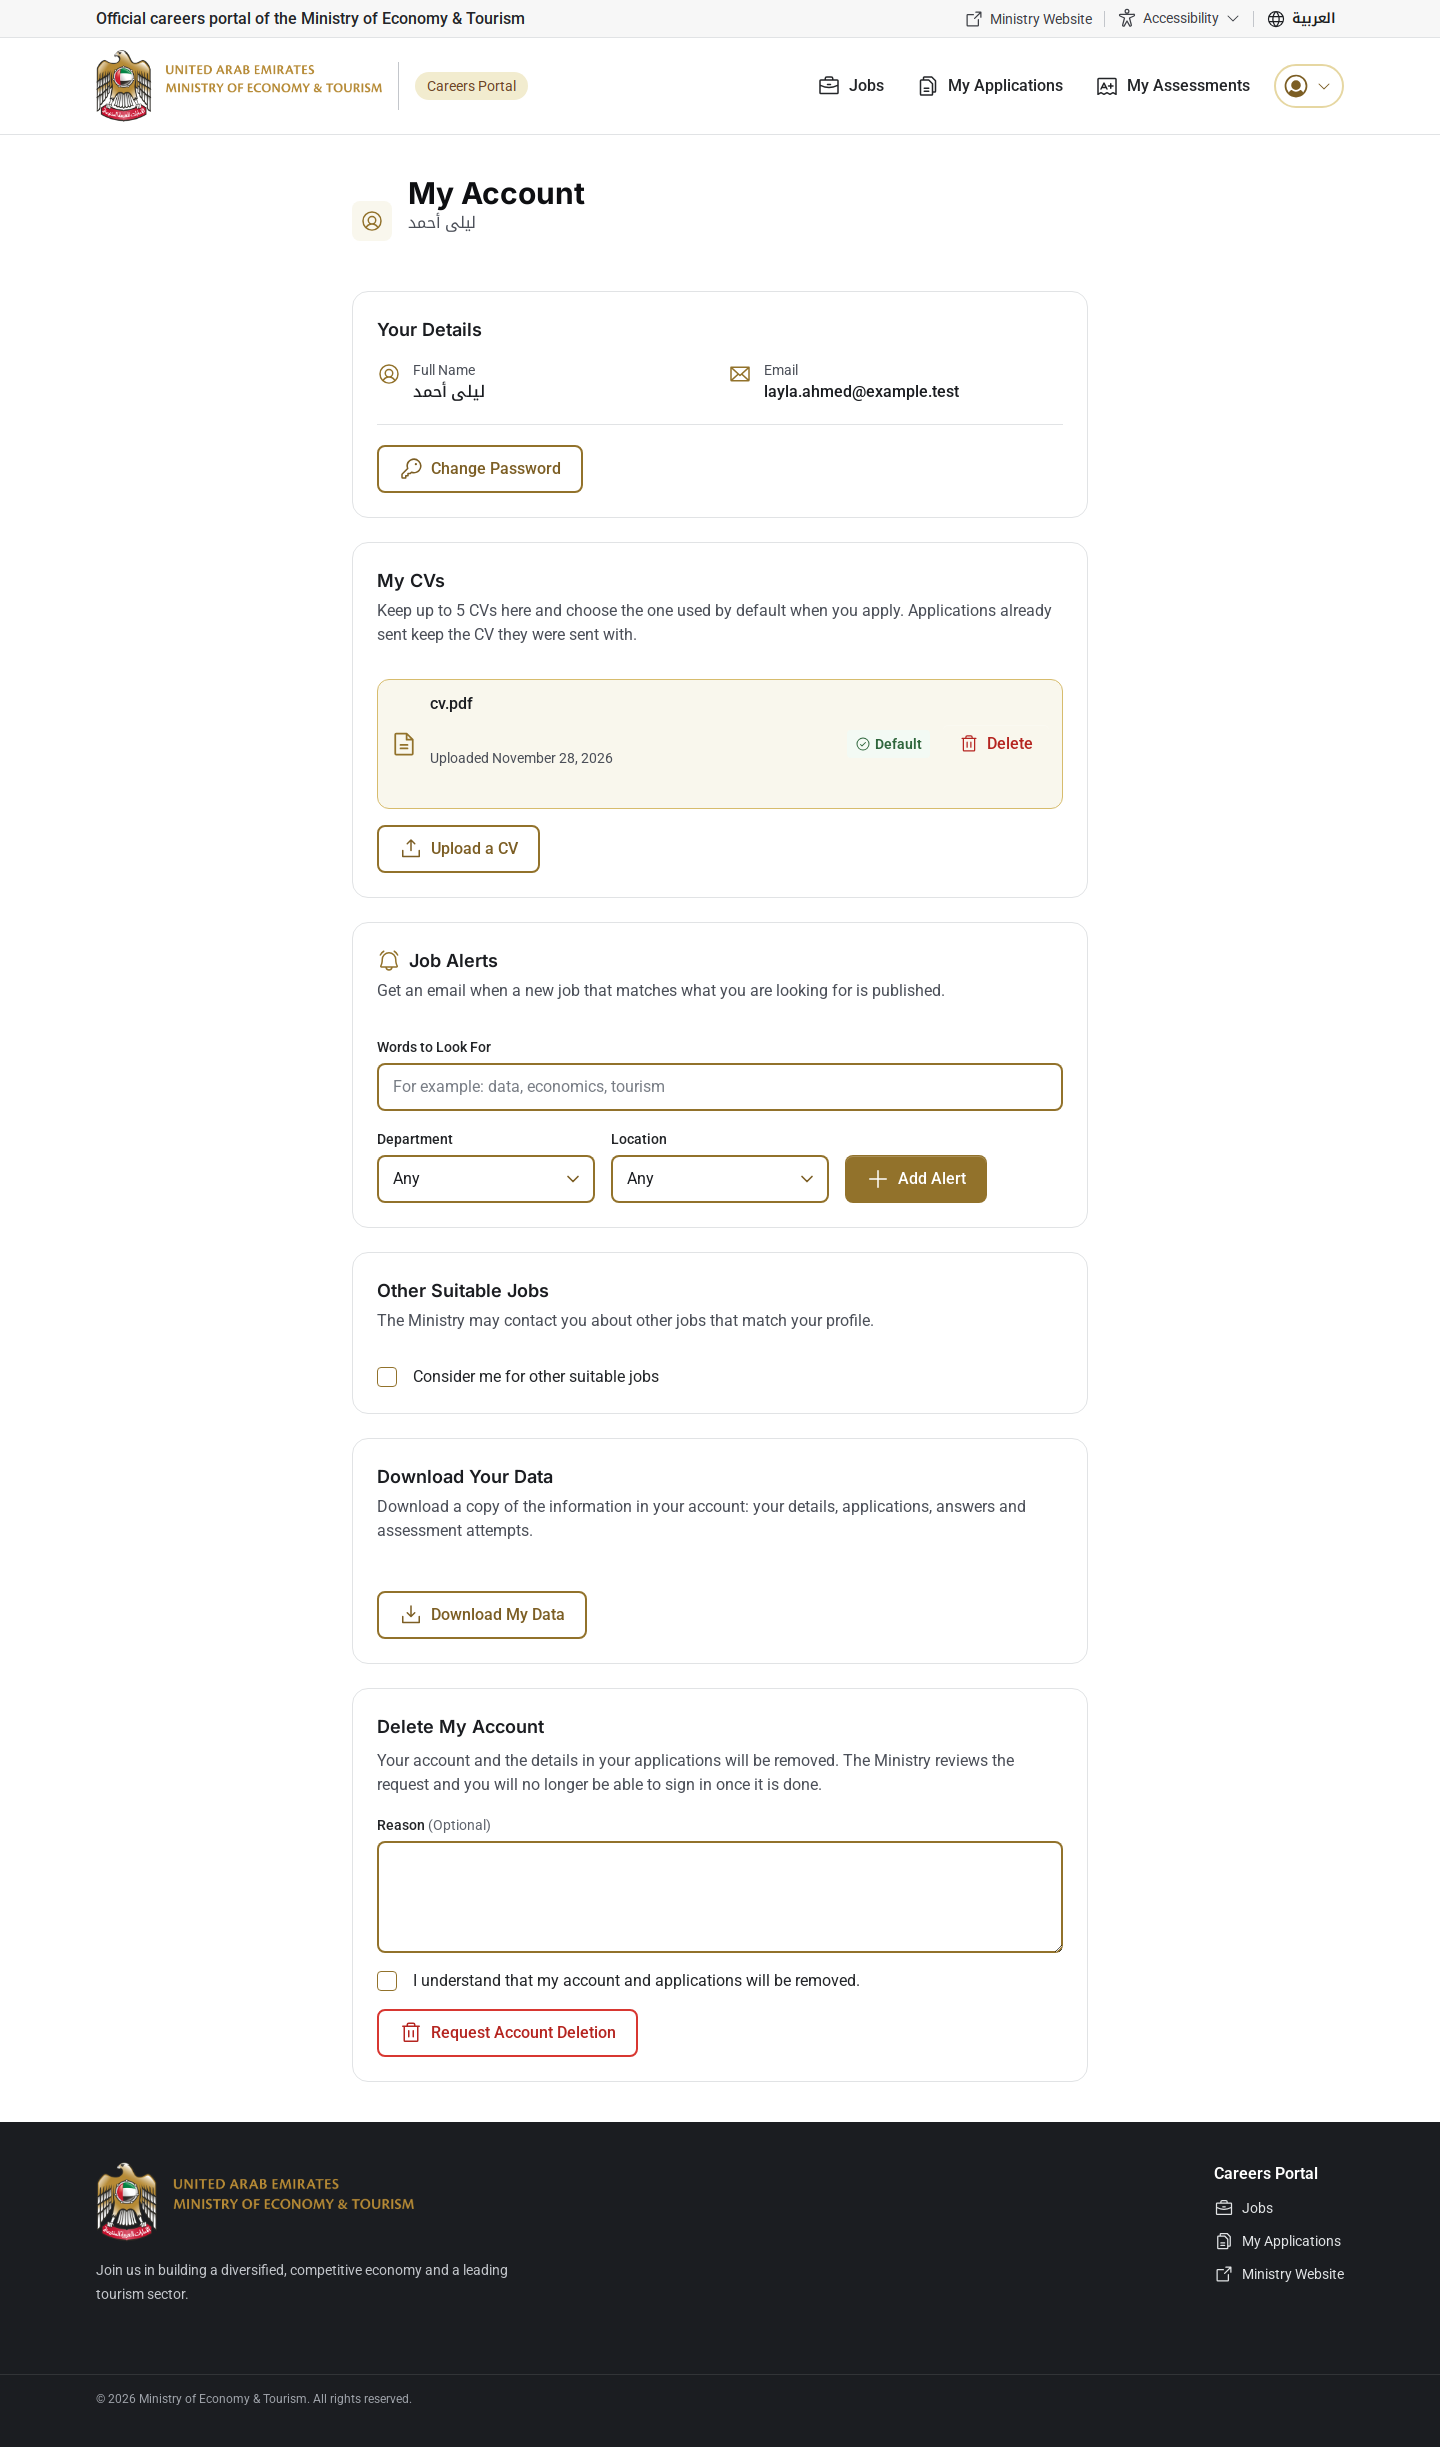 Official careers portal of the Ministry of Economy & Tourism
Ministry Website
Accessibility
العربية
UNITED ARAB EMIRATES
MINISTRY OF ECONOMY & TOURISM
Careers Portal
Jobs
My Applications
My Assessments
My Account
ليلى أحمد
Your Details
Full Name
ليلى أحمد
Email
layla.ahmed@example.test
Change Password
My CVs
Keep up to 5 CVs here and choose the one used by default when you apply. Applications already
sent keep the CV they were sent with.
cv.pdf
Uploaded November 28, 2026
Default
Delete
Upload a CV
Job Alerts
Get an email when a new job that matches what you are looking for is published.
Words to Look For
For example: data, economics, tourism
Department
Location
Any
Any
Add Alert
Other Suitable Jobs
The Ministry may contact you about other jobs that match your profile.
Consider me for other suitable jobs
Download Your Data
Download a copy of the information in your account: your details, applications, answers and
assessment attempts.
Download My Data
Delete My Account
Your account and the details in your applications will be removed. The Ministry reviews the
request and you will no longer be able to sign in once it is done.
Reason (Optional)
I understand that my account and applications will be removed.
Request Account Deletion
UNITED ARAB EMIRATES
MINISTRY OF ECONOMY & TOURISM
Join us in building a diversified, competitive economy and a leading
tourism sector.
Careers Portal
Jobs
My Applications
Ministry Website
© 2026 Ministry of Economy & Tourism. All rights reserved.